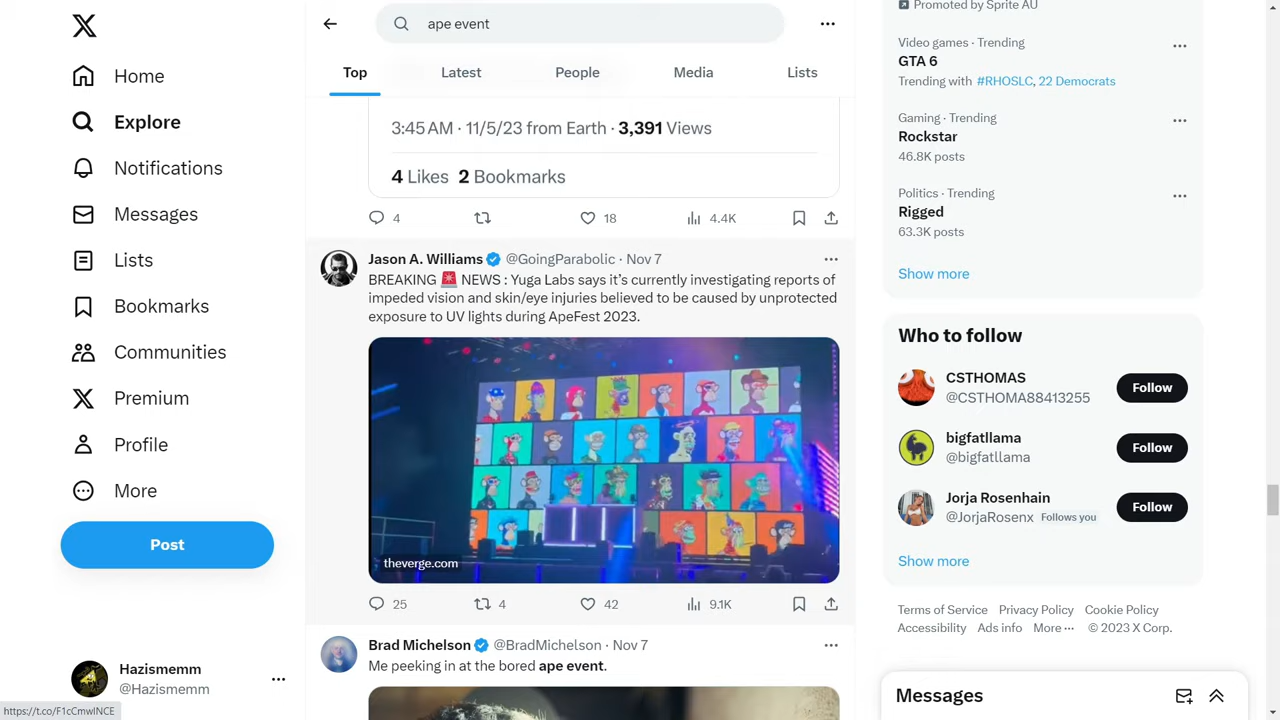 Home
Explore
Notifications
Messages
Lists
Bookmarks
Communities
Premium
Profile
More
Post
Hazismemm
@Hazismemm
https://t.co/F1cCmwINCE
ape event
Top Latest People Media Lists
3:45 AM · 11/5/23 from Earth · 3,391 Views
4 Likes 2 Bookmarks
4 18 4.4K
Jason A. Williams @GoingParabolic · Nov 7
BREAKING 🚨 NEWS : Yuga Labs says it’s currently investigating reports of
impeded vision and skin/eye injuries believed to be caused by unprotected
exposure to UV lights during ApeFest 2023.
theverge.com
25 4 42 9.1K
Brad Michelson @BradMichelson · Nov 7
Me peeking in at the bored ape event.
Promoted by Sprite AU
Video games · Trending
GTA 6
Trending with #RHOSLC, 22 Democrats
Gaming · Trending
Rockstar
46.8K posts
Politics · Trending
Rigged
63.3K posts
Show more
Who to follow
CSTHOMAS
@CSTHOMA88413255
Follow
bigfatllama
@bigfatllama
Follow
Jorja Rosenhain
@JorjaRosenx Follows you
Follow
Show more
Terms of Service Privacy Policy Cookie Policy
Accessibility Ads info More ··· © 2023 X Corp.
Messages